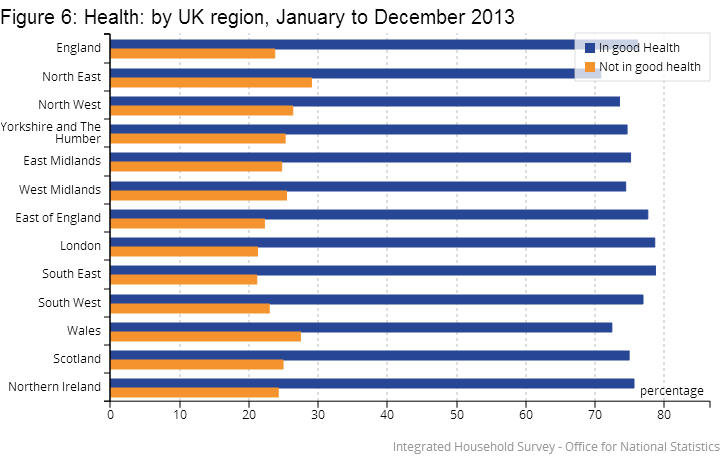 Figure 6: Health: by UK region, January to December 2013
In good Health
Not in good health
England
North East
North West
Yorkshire and The
Humber
East Midlands
West Midlands
East of England
London
South East
South West
Wales
Scotland
Northern Ireland
percentage
0 10 20 30 40 50 60 70 80
Integrated Household Survey - Office for National Statistics